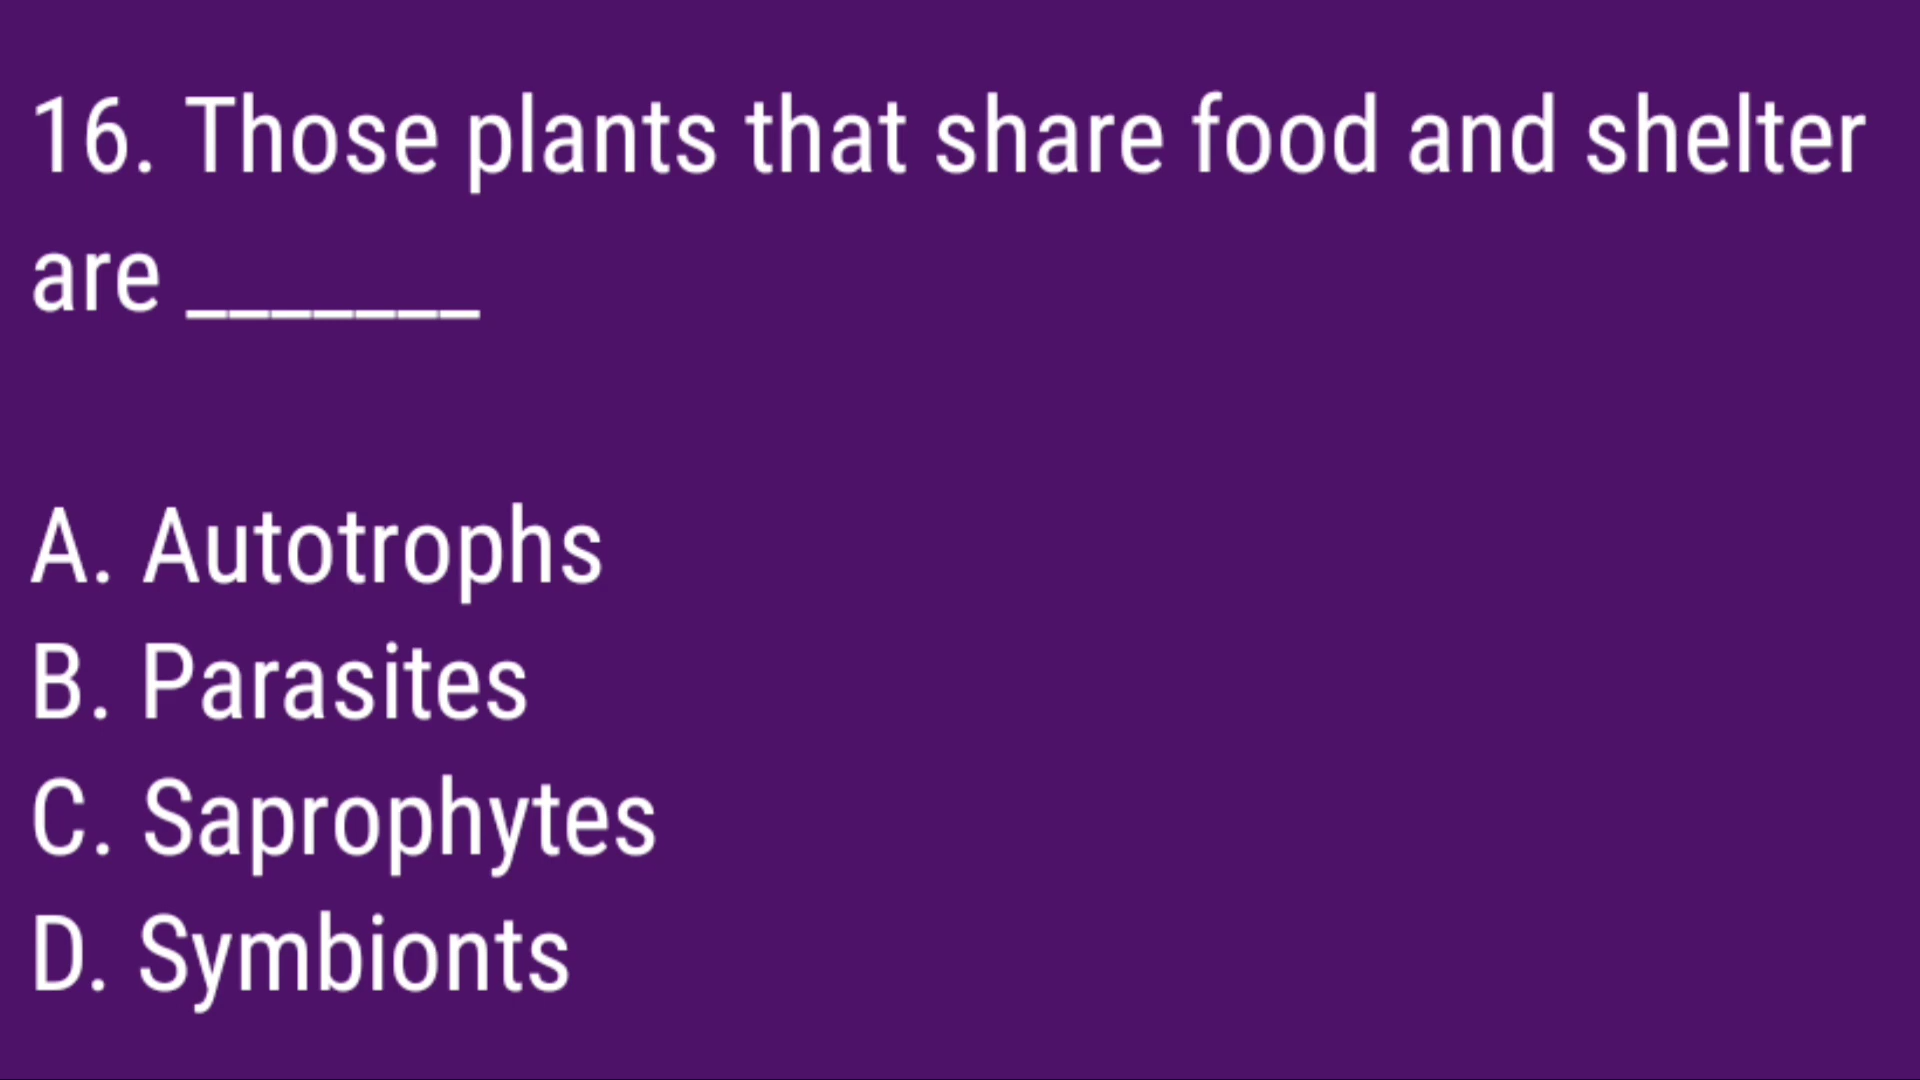 16. Those plants that share food and shelter
are _______
A. Autotrophs
B. Parasites
C. Saprophytes
D. Symbionts